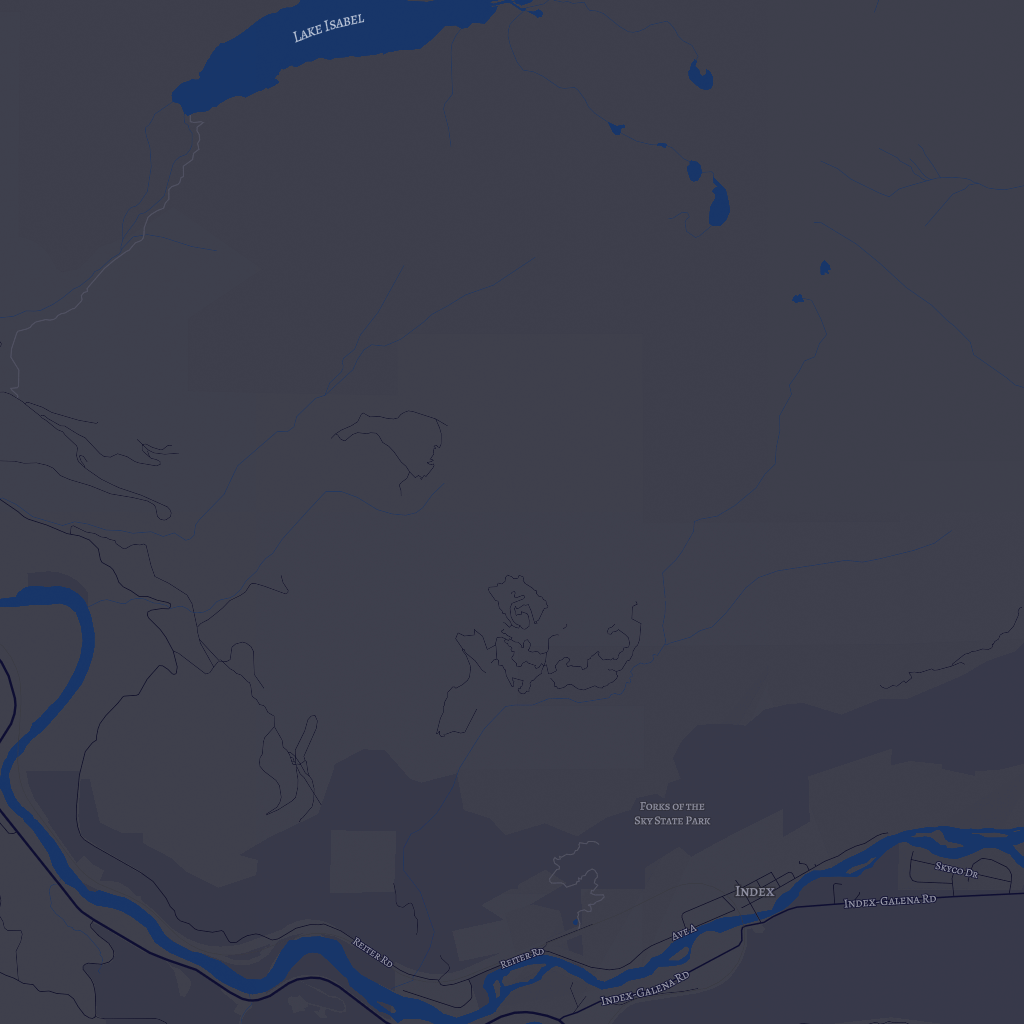 Lake Isabel
Forks of the
Sky State Park
Skyco Dr
Index
Index-Galena Rd
Ave A
Reiter Rd
Reiter Rd
Index-Galena Rd